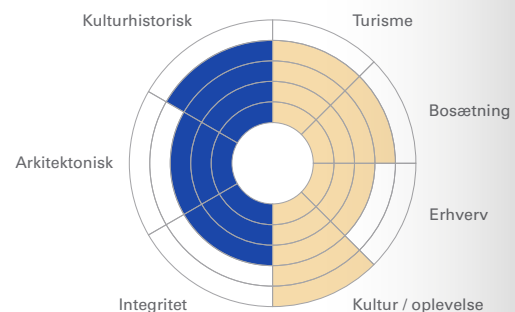 Kulturhistorisk
Turisme
Bosætning
Arkitektonisk
Erhverv
Integritet
Kultur / oplevelse